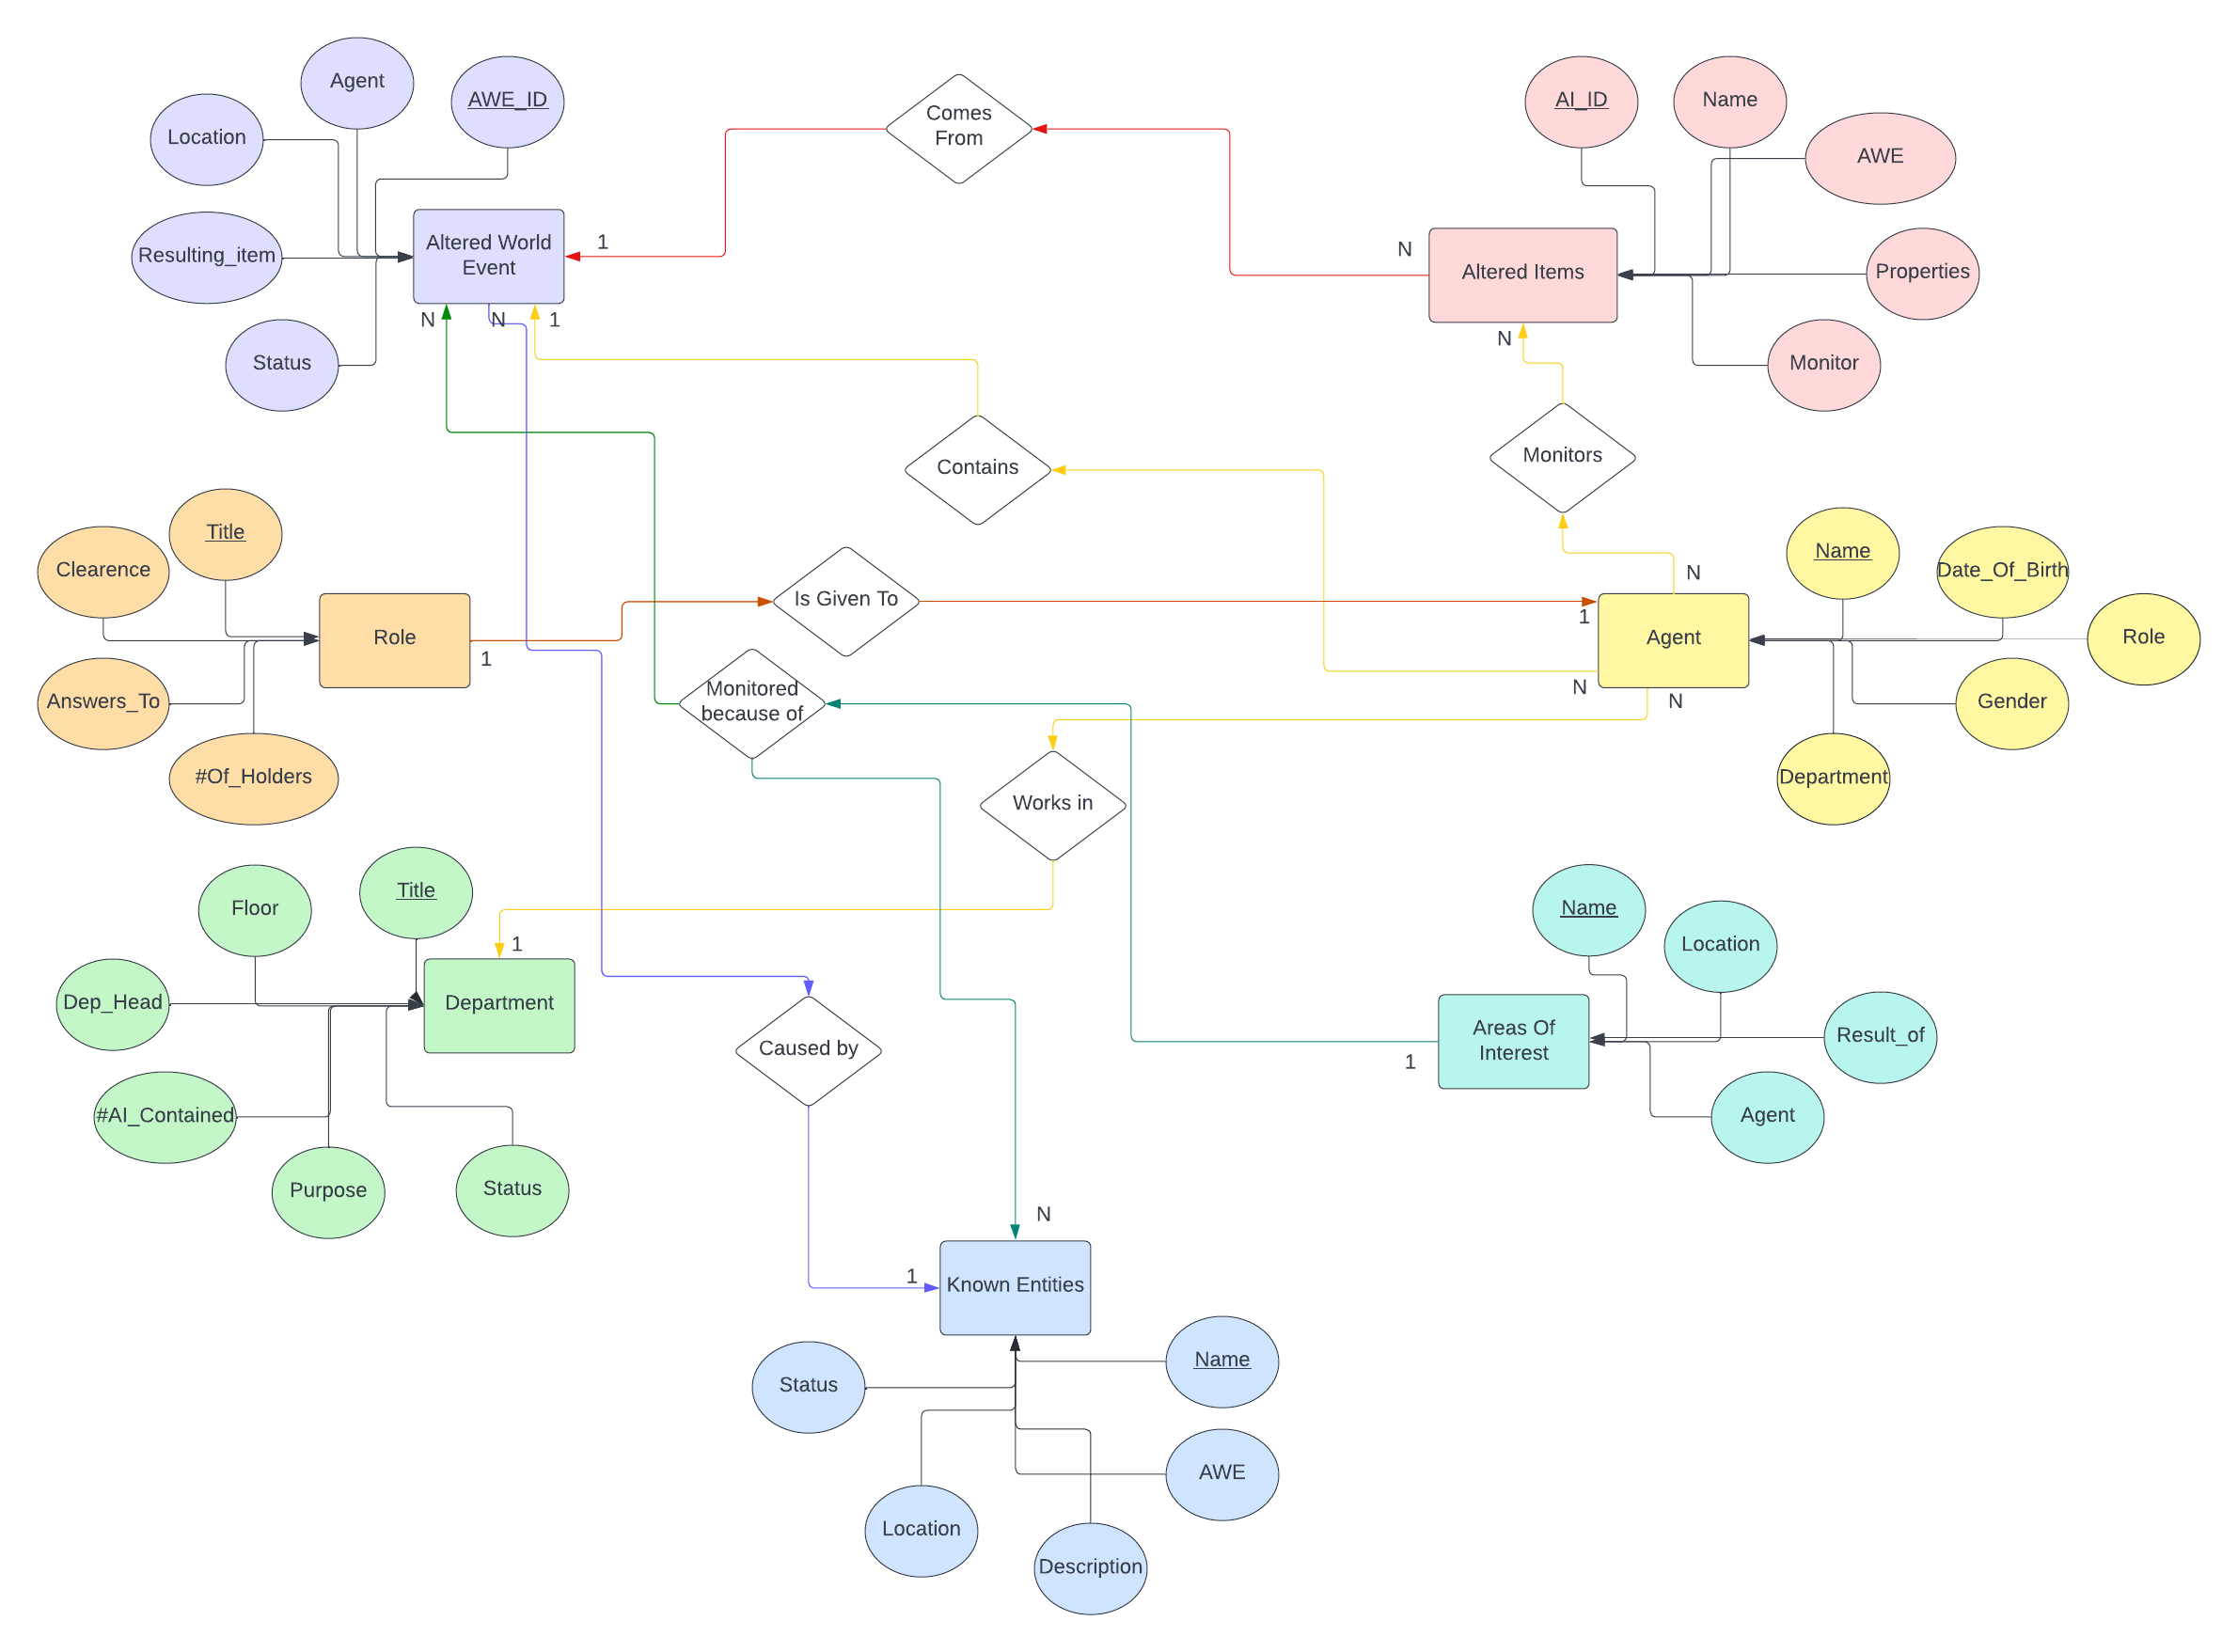 Agent
AWE_ID
Location
Resulting_item
Status
Altered World
Event
Comes
From
AI_ID
Name
AWE
Properties
Monitor
Altered Items
1
N
N
N
1
N
Contains
Monitors
Title
Clearence
Answers_To
#Of_Holders
Role
1
Is Given To
Monitored
because of
Works in
N
1
N
N
Agent
Name
Date_Of_Birth
Role
Gender
Department
Title
Floor
Dep_Head
#AI_Contained
Purpose
Status
Department
1
Caused by
Name
Location
Result_of
Agent
Areas Of
Interest
1
N
1
Known Entities
Status
Name
Location
AWE
Description